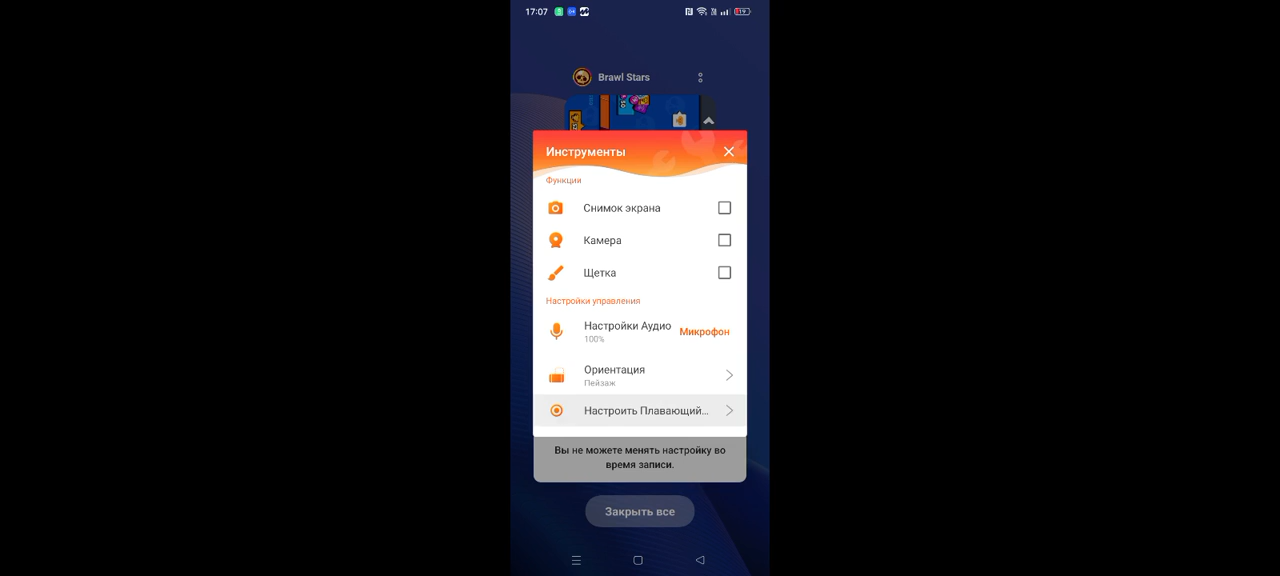 17:07
Brawl Stars
Инструменты
Функции
Снимок экрана
Камера
Щетка
Настройки управления
Настройки Аудио
100%
Микрофон
Ориентация
Пейзаж
Настроить Плавающий...
Вы не можете менять настройку во
время записи.
Закрыть все